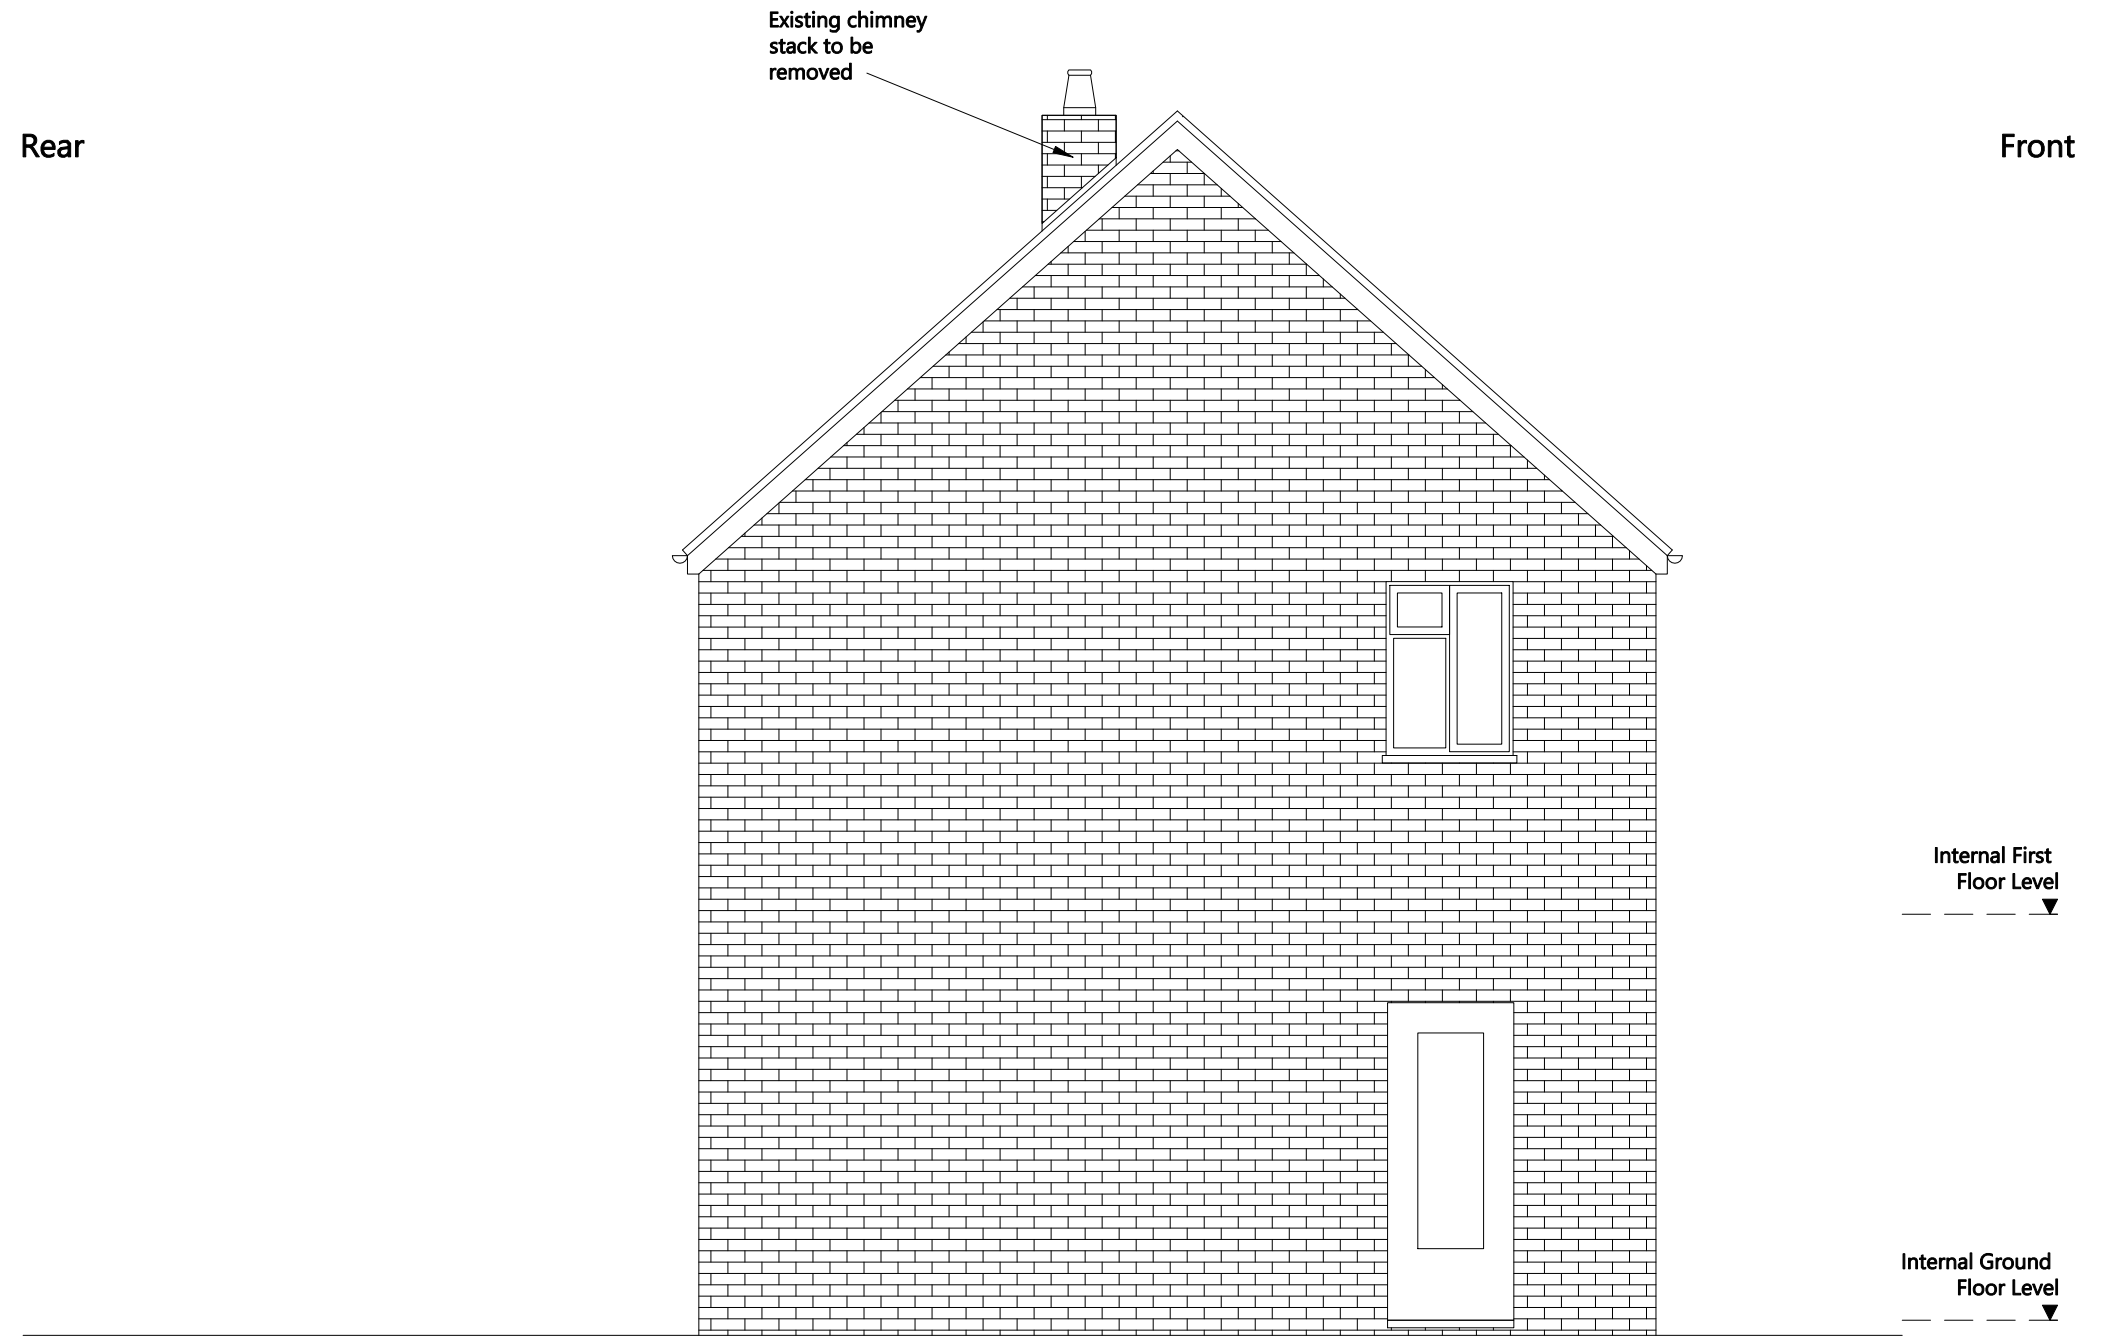 Existing chimney
stack to be
removed
Rear
Front
Internal First
Floor Level
Internal Ground
Floor Level